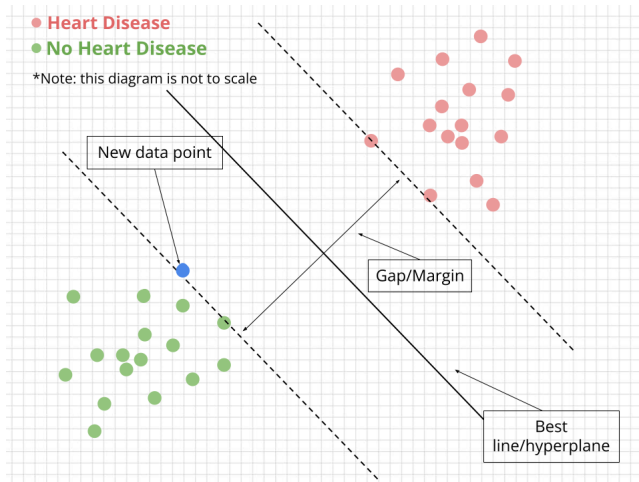 Heart Disease
No Heart Disease
*Note: this diagram is not to scale
New data point
Gap/Margin
Best
line/hyperplane